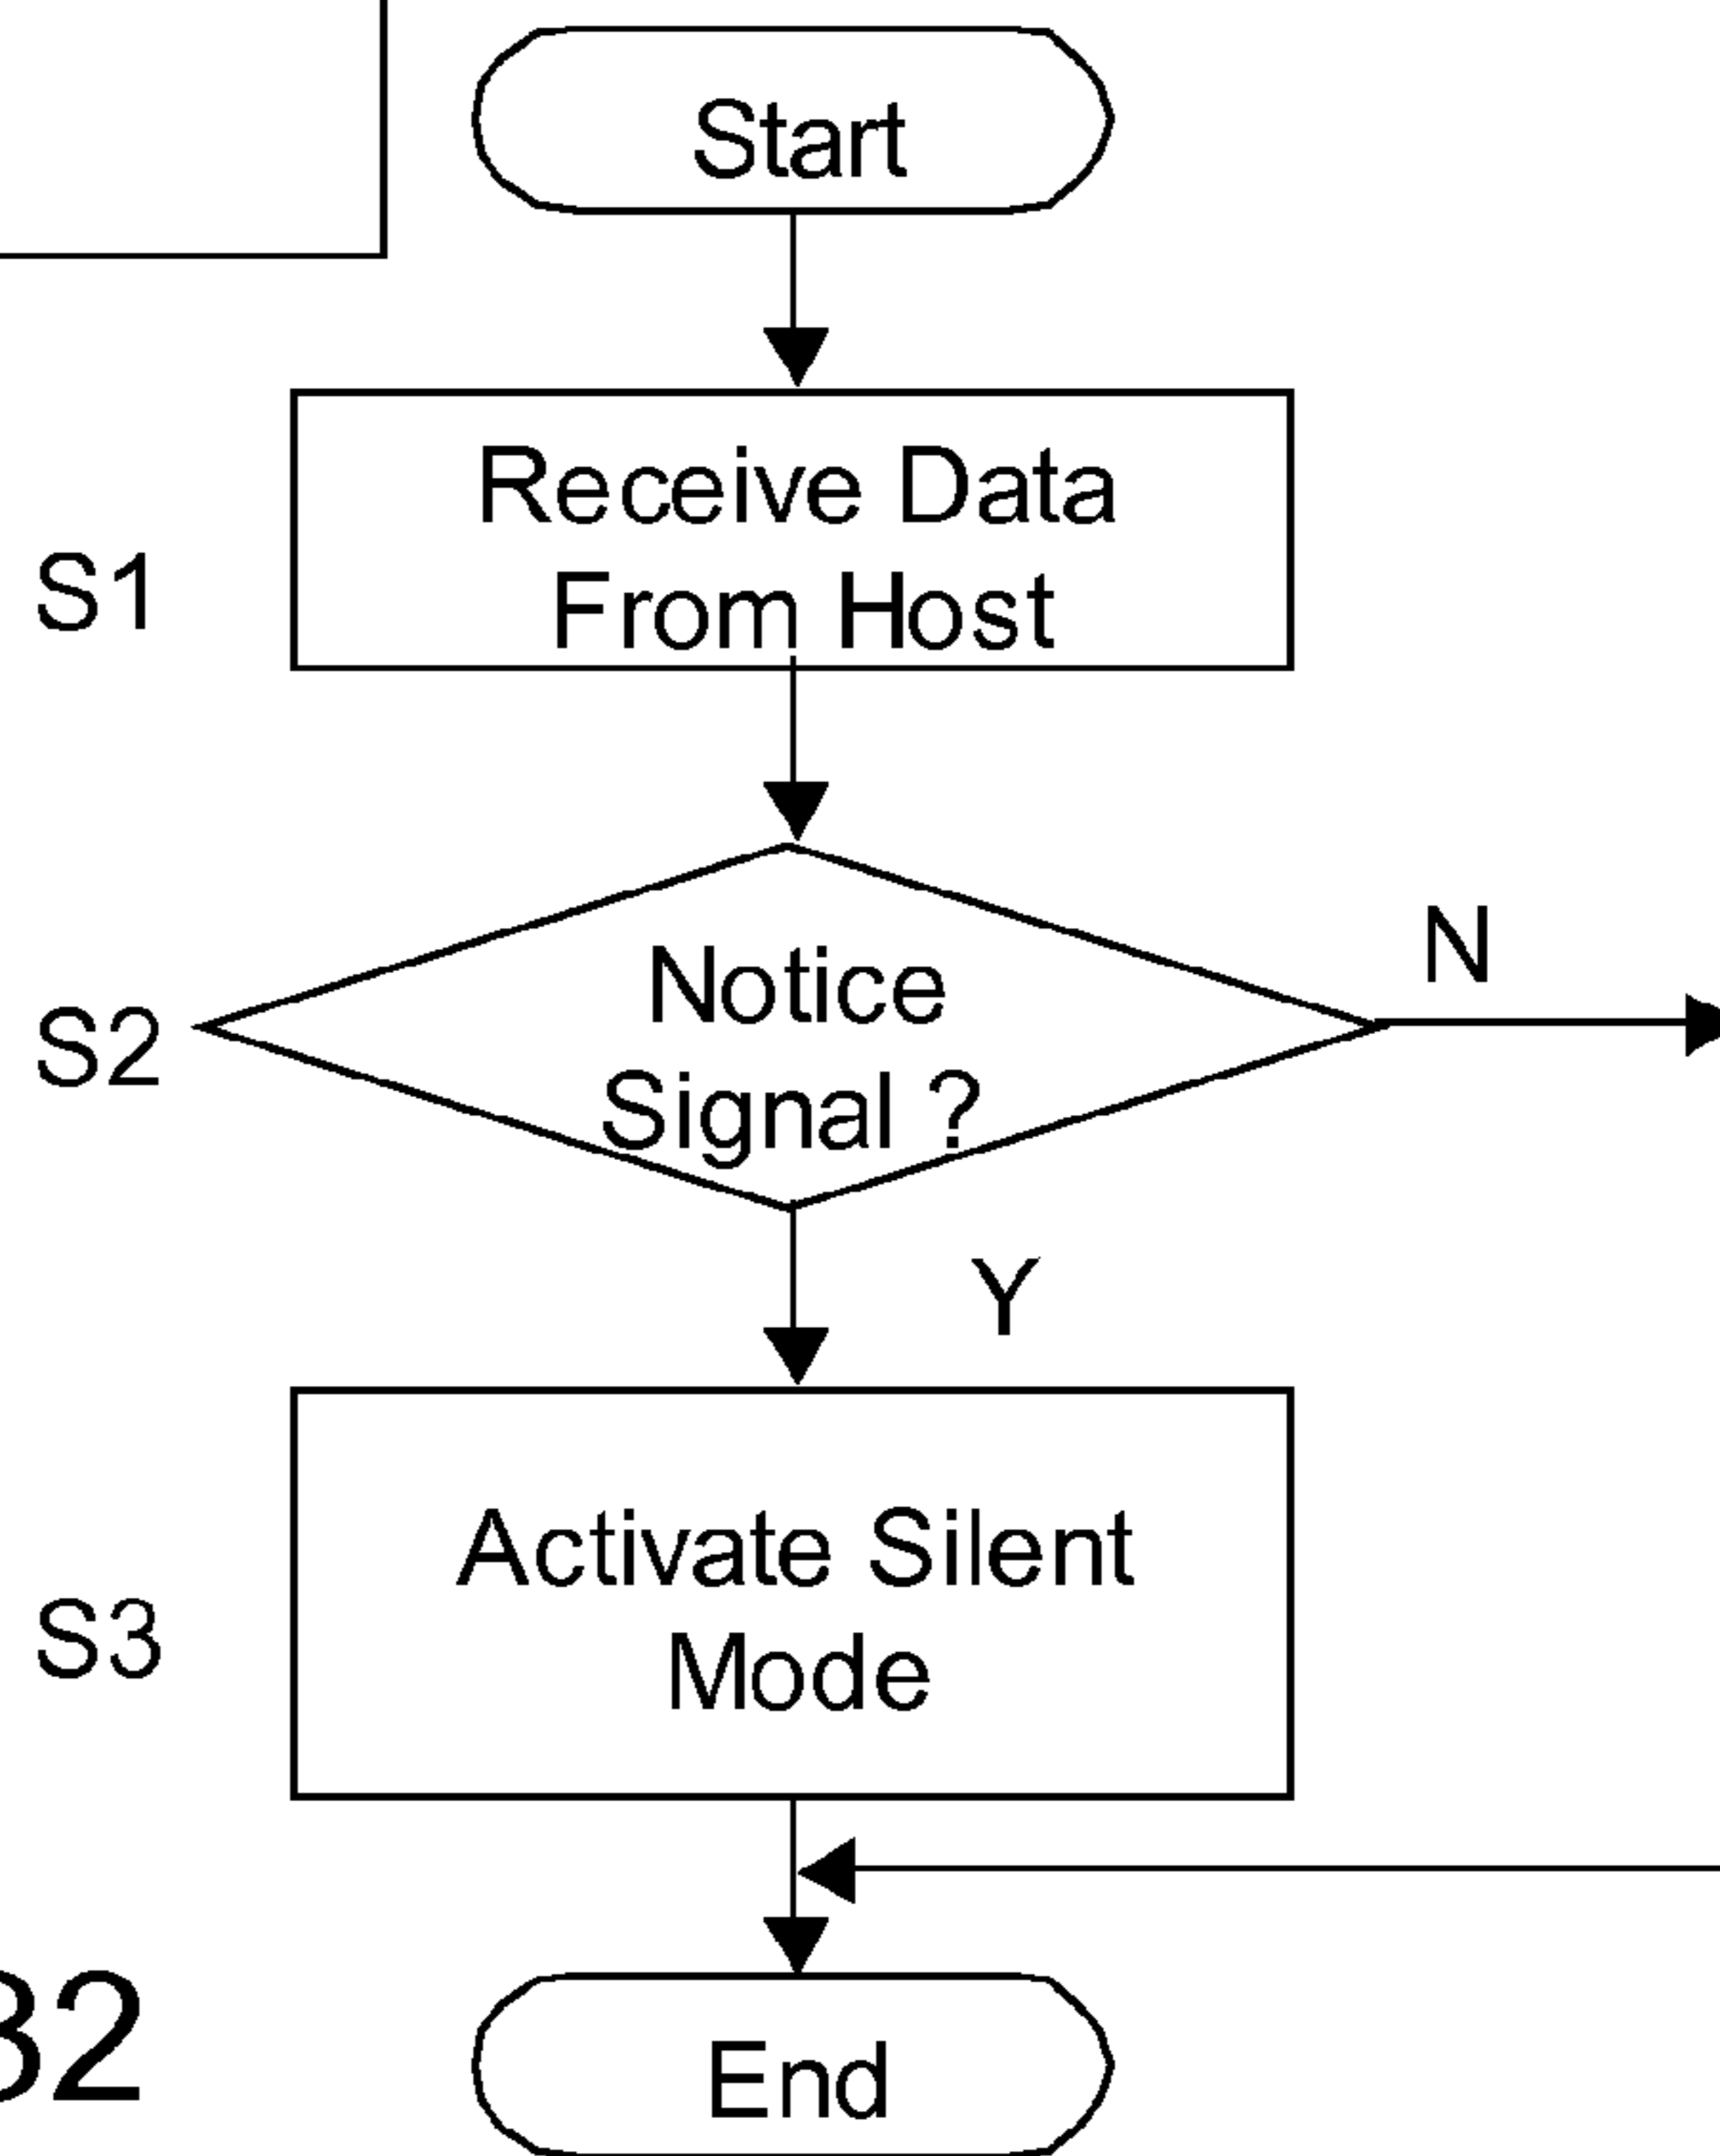 Start
Receive Data
From Host
S1
N
Notice
S2
Signal ?
Y
Activate Silent
S3
Mode
End